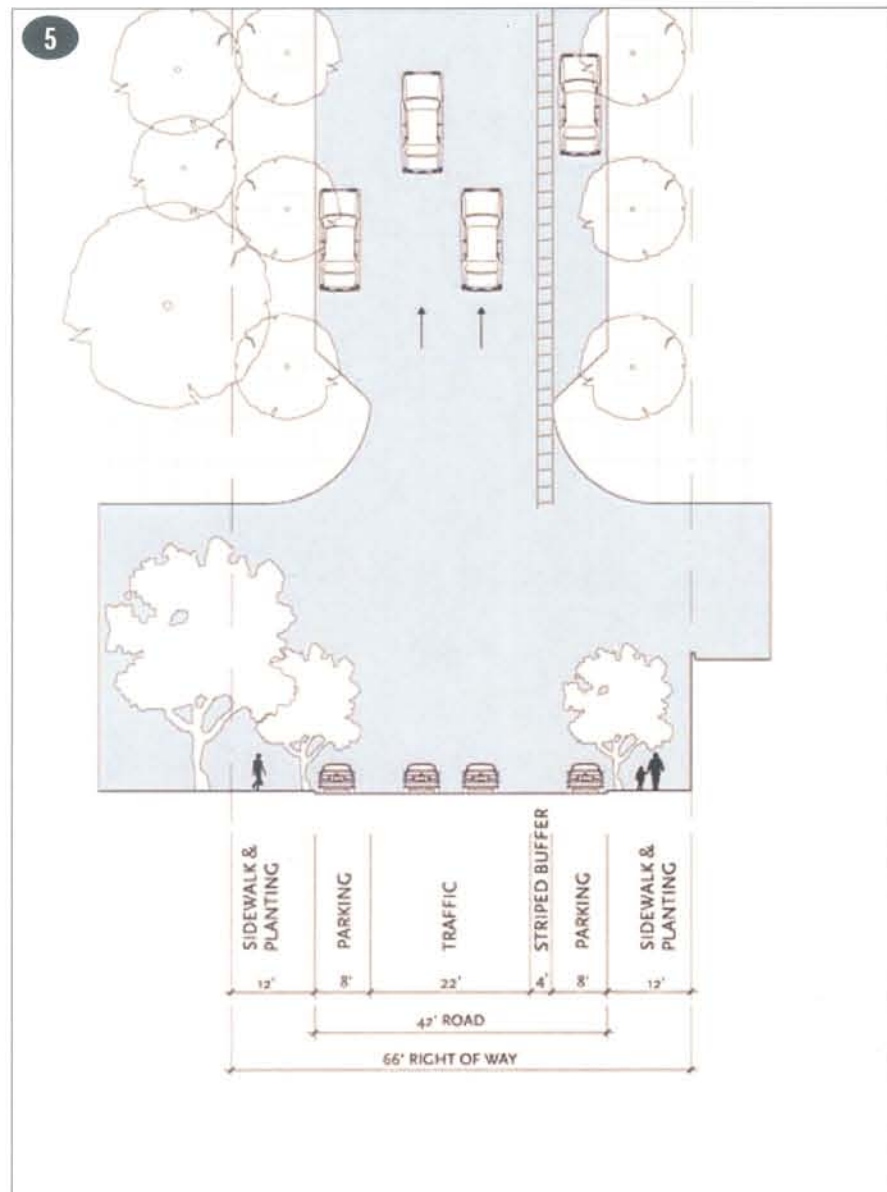 5
SIDEWALK &
PLANTING
PARKING
TRAFFIC
STRIPED BUFFER
PARKING
SIDEWALK &
PLANTING
12' 8' 22' 4' 8' 12'
42' ROAD
66' RIGHT OF WAY